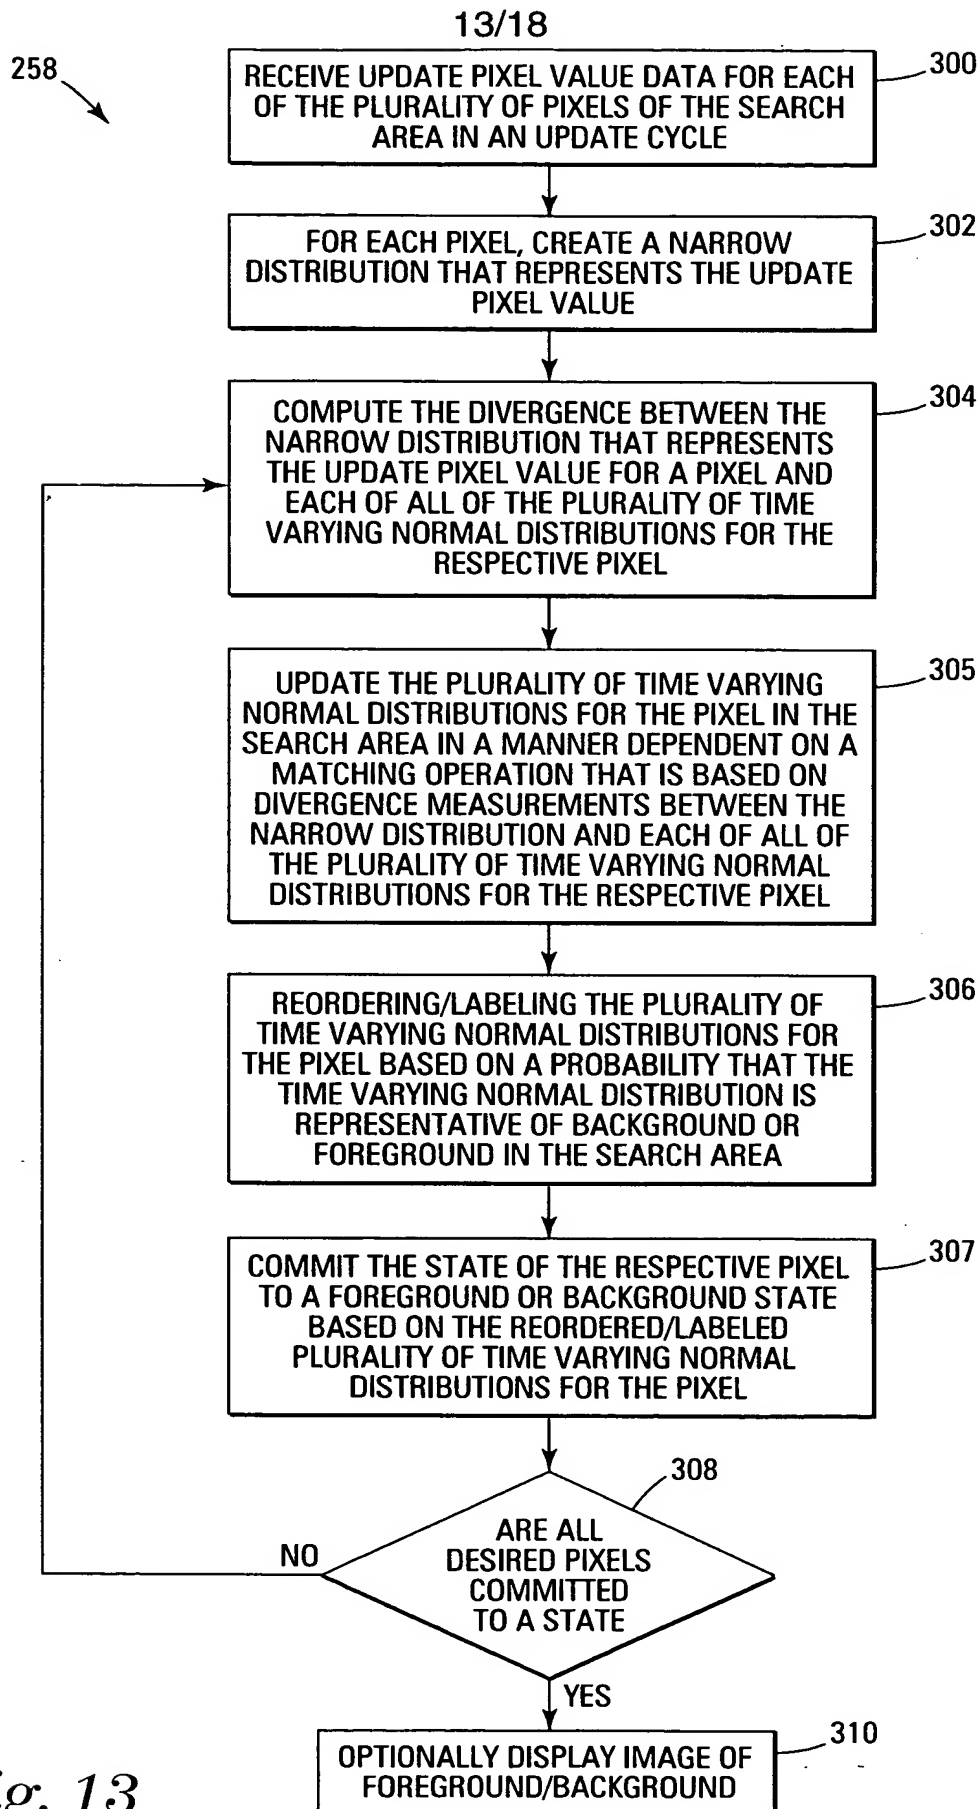 13/18
258
RECEIVE UPDATE PIXEL VALUE DATA FOR EACH
OF THE PLURALITY OF PIXELS OF THE SEARCH
AREA IN AN UPDATE CYCLE
300
FOR EACH PIXEL, CREATE A NARROW
DISTRIBUTION THAT REPRESENTS THE UPDATE
PIXEL VALUE
302
COMPUTE THE DIVERGENCE BETWEEN THE
NARROW DISTRIBUTION THAT REPRESENTS
THE UPDATE PIXEL VALUE FOR A PIXEL AND
EACH OF ALL OF THE PLURALITY OF TIME
VARYING NORMAL DISTRIBUTIONS FOR THE
RESPECTIVE PIXEL
304
UPDATE THE PLURALITY OF TIME VARYING
NORMAL DISTRIBUTIONS FOR THE PIXEL IN THE
SEARCH AREA IN A MANNER DEPENDENT ON A
MATCHING OPERATION THAT IS BASED ON
DIVERGENCE MEASUREMENTS BETWEEN THE
NARROW DISTRIBUTION AND EACH OF ALL OF
THE PLURALITY OF TIME VARYING NORMAL
DISTRIBUTIONS FOR THE RESPECTIVE PIXEL
305
REORDERING/LABELING THE PLURALITY OF
TIME VARYING NORMAL DISTRIBUTIONS FOR
THE PIXEL BASED ON A PROBABILITY THAT THE
TIME VARYING NORMAL DISTRIBUTION IS
REPRESENTATIVE OF BACKGROUND OR
FOREGROUND IN THE SEARCH AREA
306
COMMIT THE STATE OF THE RESPECTIVE PIXEL
TO A FOREGROUND OR BACKGROUND STATE
BASED ON THE REORDERED/LABELED
PLURALITY OF TIME VARYING NORMAL
DISTRIBUTIONS FOR THE PIXEL
307
308
ARE ALL
DESIRED PIXELS
COMMITTED
TO A STATE
NO
YES
OPTIONALLY DISPLAY IMAGE OF
FOREGROUND/BACKGROUND
310
ig. 13